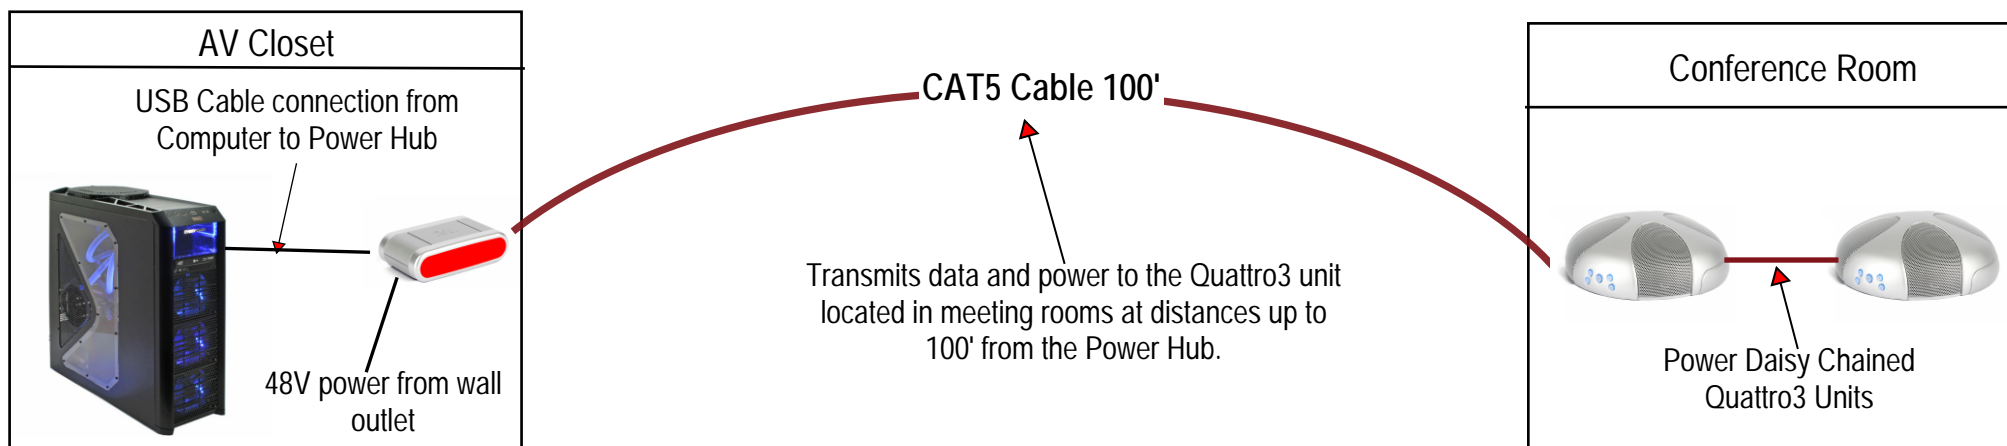 AV Closet
USB Cable connection from
Computer to Power Hub
48V power from wall
outlet
CAT5 Cable 100'
Transmits data and power to the Quattro3 unit
located in meeting rooms at distances up to
100' from the Power Hub.
Conference Room
Power Daisy Chained
Quattro3 Units